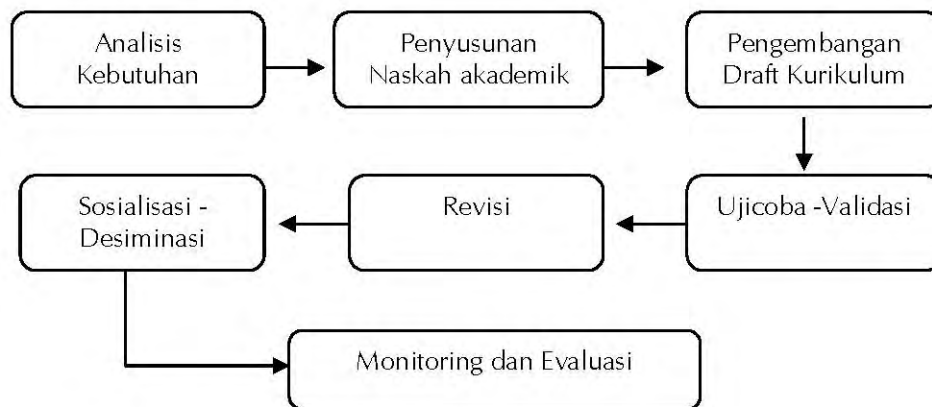 Analisis
Kebutuhan
Penyusunan
Naskah akademik
Pengembangan
Draft Kurikulum
Ujicoba -Validasi
Revisi
Sosialisasi -
Desiminasi
Monitoring dan Evaluasi